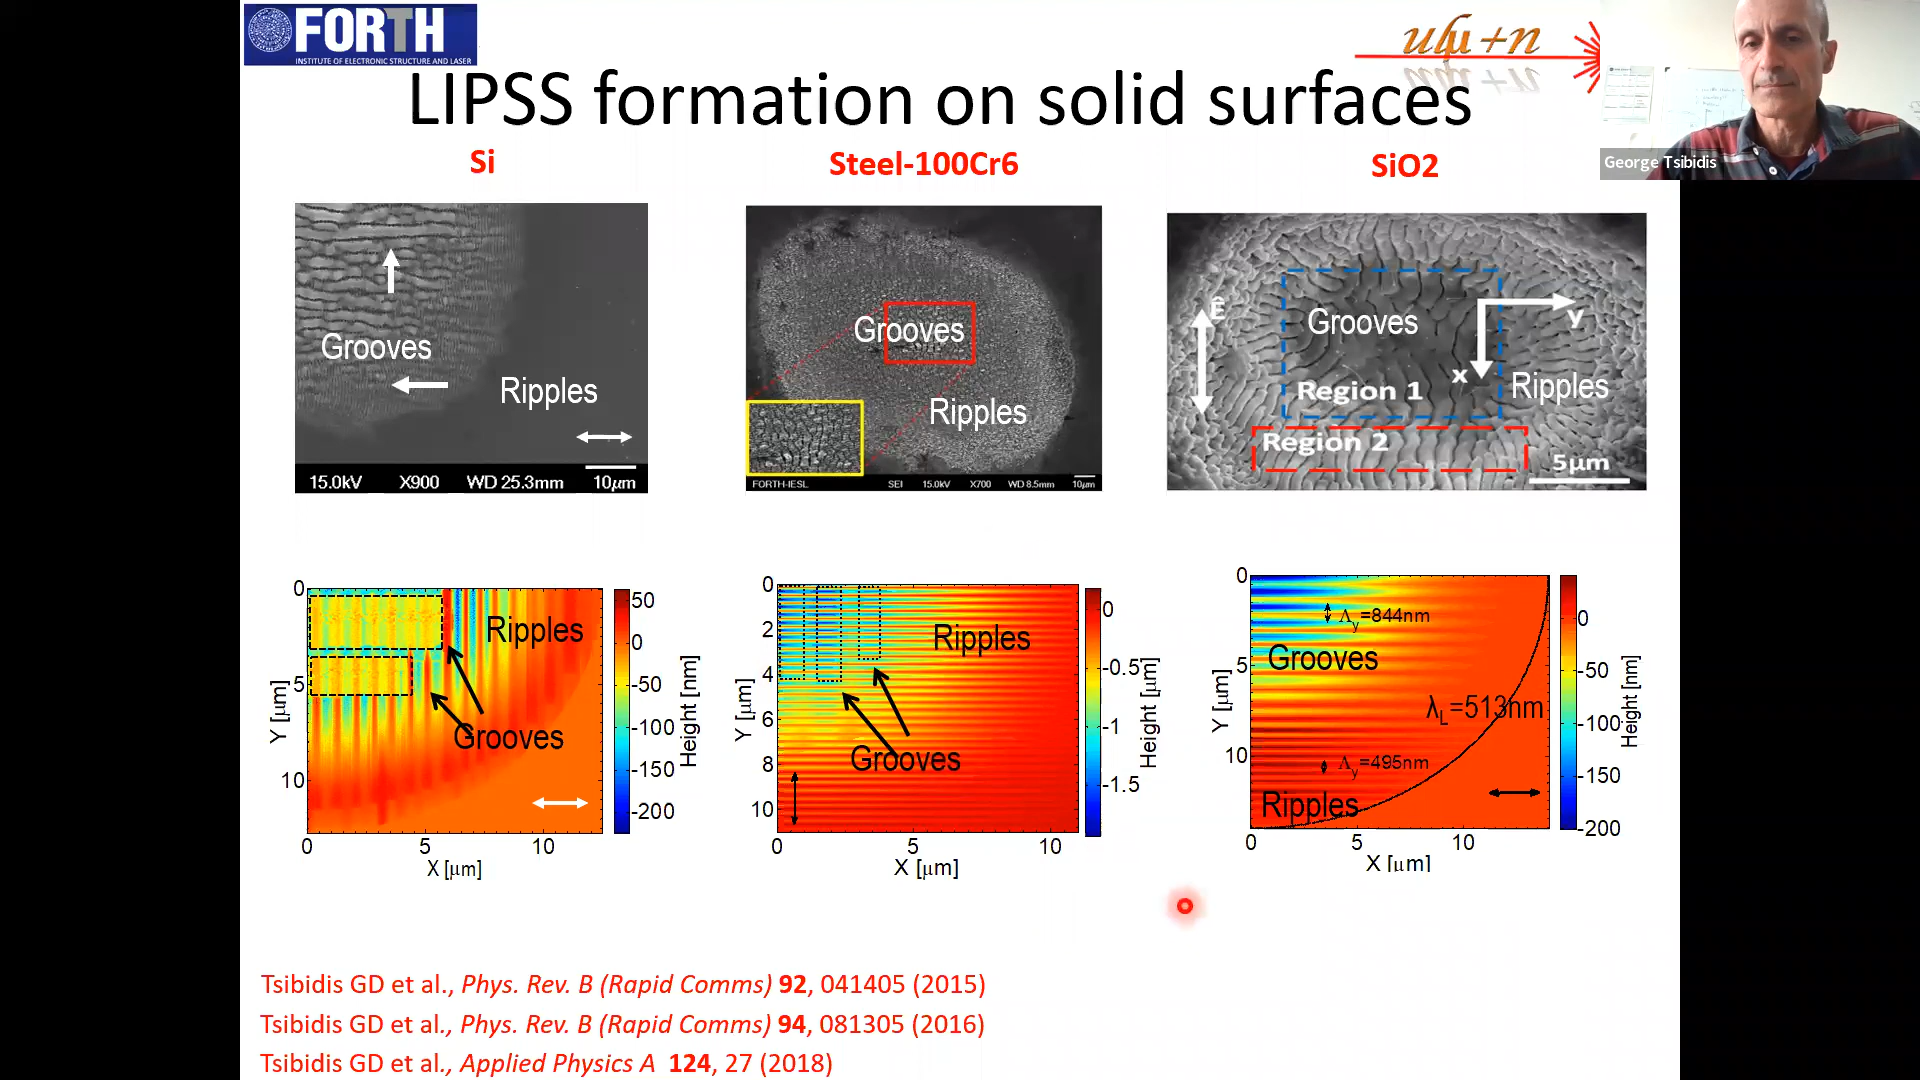 FORTH
INSTITUTE OF ELECTRONIC STRUCTURE AND LASER
LIPSS formation on solid surfaces
George Tsibidis
Si
Steel-100Cr6
SiO2
Grooves
Ripples
15.0kV X900 WD 25.3mm 10μm
Grooves
Ripples
FORTH-IESL SEI 15.0kV X700 WD 8.5mm 10μm
Ê
Grooves
y
x
Ripples
Region 1
Region 2
5μm
0
5
10
Y [μm]
Ripples
Grooves
0 5 10
X [μm]
50
0
-50
-100
-150
-200
Height [nm]
0
2
4
6
8
10
Y [μm]
Ripples
Grooves
0 5 10
X [μm]
0
-0.5
-1
-1.5
Height [μm]
0
5
10
Y [μm]
Λy=844nm
Grooves
λL=513nm
Λy=495nm
Ripples
0 5 10
X [μm]
0
-50
-100
-150
-200
Height [nm]
Tsibidis GD et al., Phys. Rev. B (Rapid Comms) 92, 041405 (2015)
Tsibidis GD et al., Phys. Rev. B (Rapid Comms) 94, 081305 (2016)
Tsibidis GD et al., Applied Physics A 124, 27 (2018)